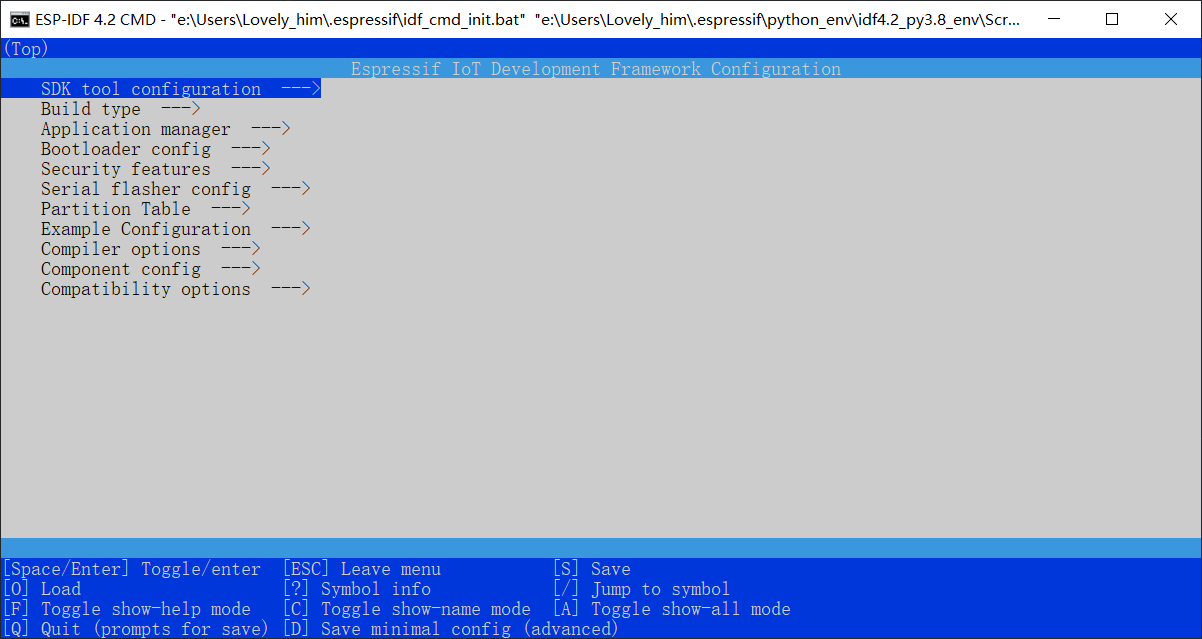 ESP-IDF 4.2 CMD - "e:\Users\Lovely_him\.espressif\idf_cmd_init.bat"  "e:\Users\Lovely_him\.espressif\python_env\idf4.2_py3.8_env\Scr...
(Top)
Espressif IoT Development Framework Configuration
SDK tool configuration  --->
Build type  --->
Application manager  --->
Bootloader config  --->
Security features  --->
Serial flasher config  --->
Partition Table  --->
Example Configuration  --->
Compiler options  --->
Component config  --->
Compatibility options  --->
[Space/Enter] Toggle/enter  [ESC] Leave menu  [S] Save
[O] Load  [?] Symbol info  [/] Jump to symbol
[F] Toggle show-help mode  [C] Toggle show-name mode  [A] Toggle show-all mode
[Q] Quit (prompts for save)  [D] Save minimal config (advanced)